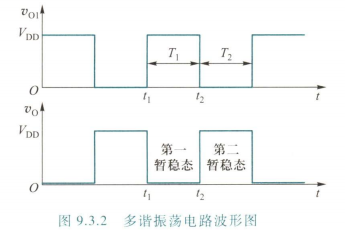 v_O1
V_DD
T_1 T_2
O t_1 t_2 t
v_O
V_DD
第一 第二
暂稳态 暂稳态
O t_1 t_2 t
图 9.3.2 多谐振荡电路波形图